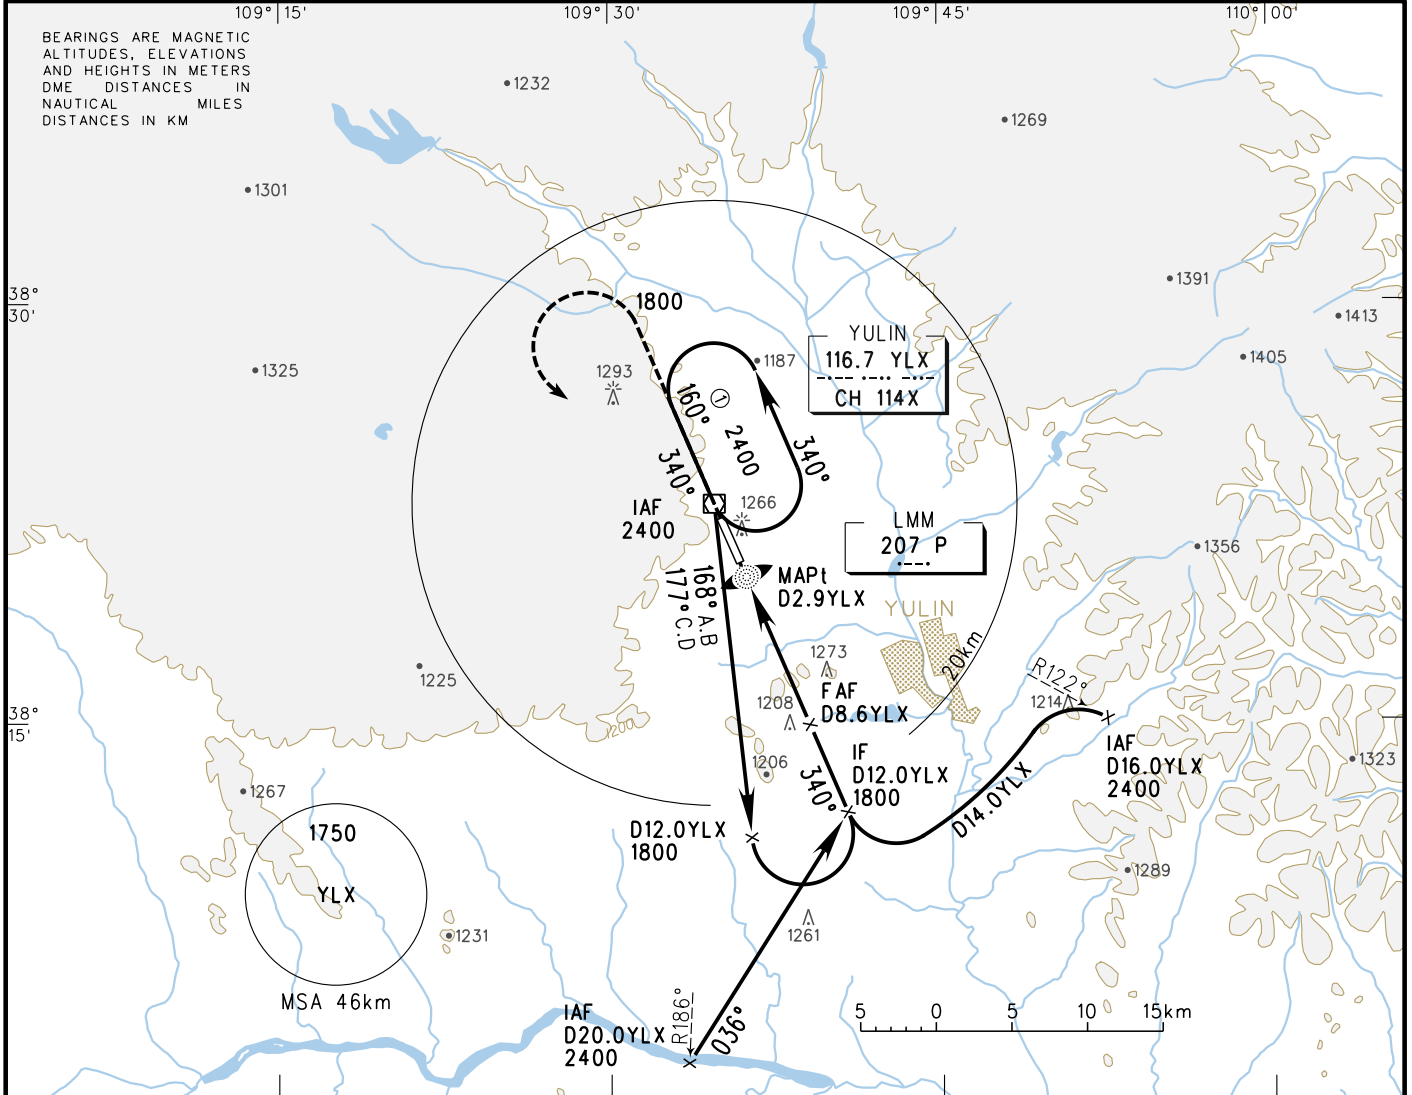 109° 15'
109° 30'
109° 45'
110° 00'
BEARINGS ARE MAGNETIC
ALTITUDES, ELEVATIONS
AND HEIGHTS IN METERS
DME DISTANCES IN
NAUTICAL MILES
DISTANCES IN KM
1232
1269
1301
1391
38°
30'
1800
1413
YULIN
116.7 YLX
CH 114X
1187
1405
1325
1293
160°
1
2400
340°
340°
IAF
2400
1266
LMM
207 P
1356
168° A.B
177° C.D
MAPt
D2.9YLX
YULIN
20km
1273
1225
R122°
1214
FAF
D8.6YLX
1208
38°
15'
1200
IF
D12.0YLX
1800
IAF
D16.0YLX
2400
1323
1206
340°
1267
D14.0YLX
1750
D12.0YLX
1800
YLX
1289
1231
1261
MSA 46km
IAF
D20.0YLX
2400
R186°
036°
5 0 5 10 15km